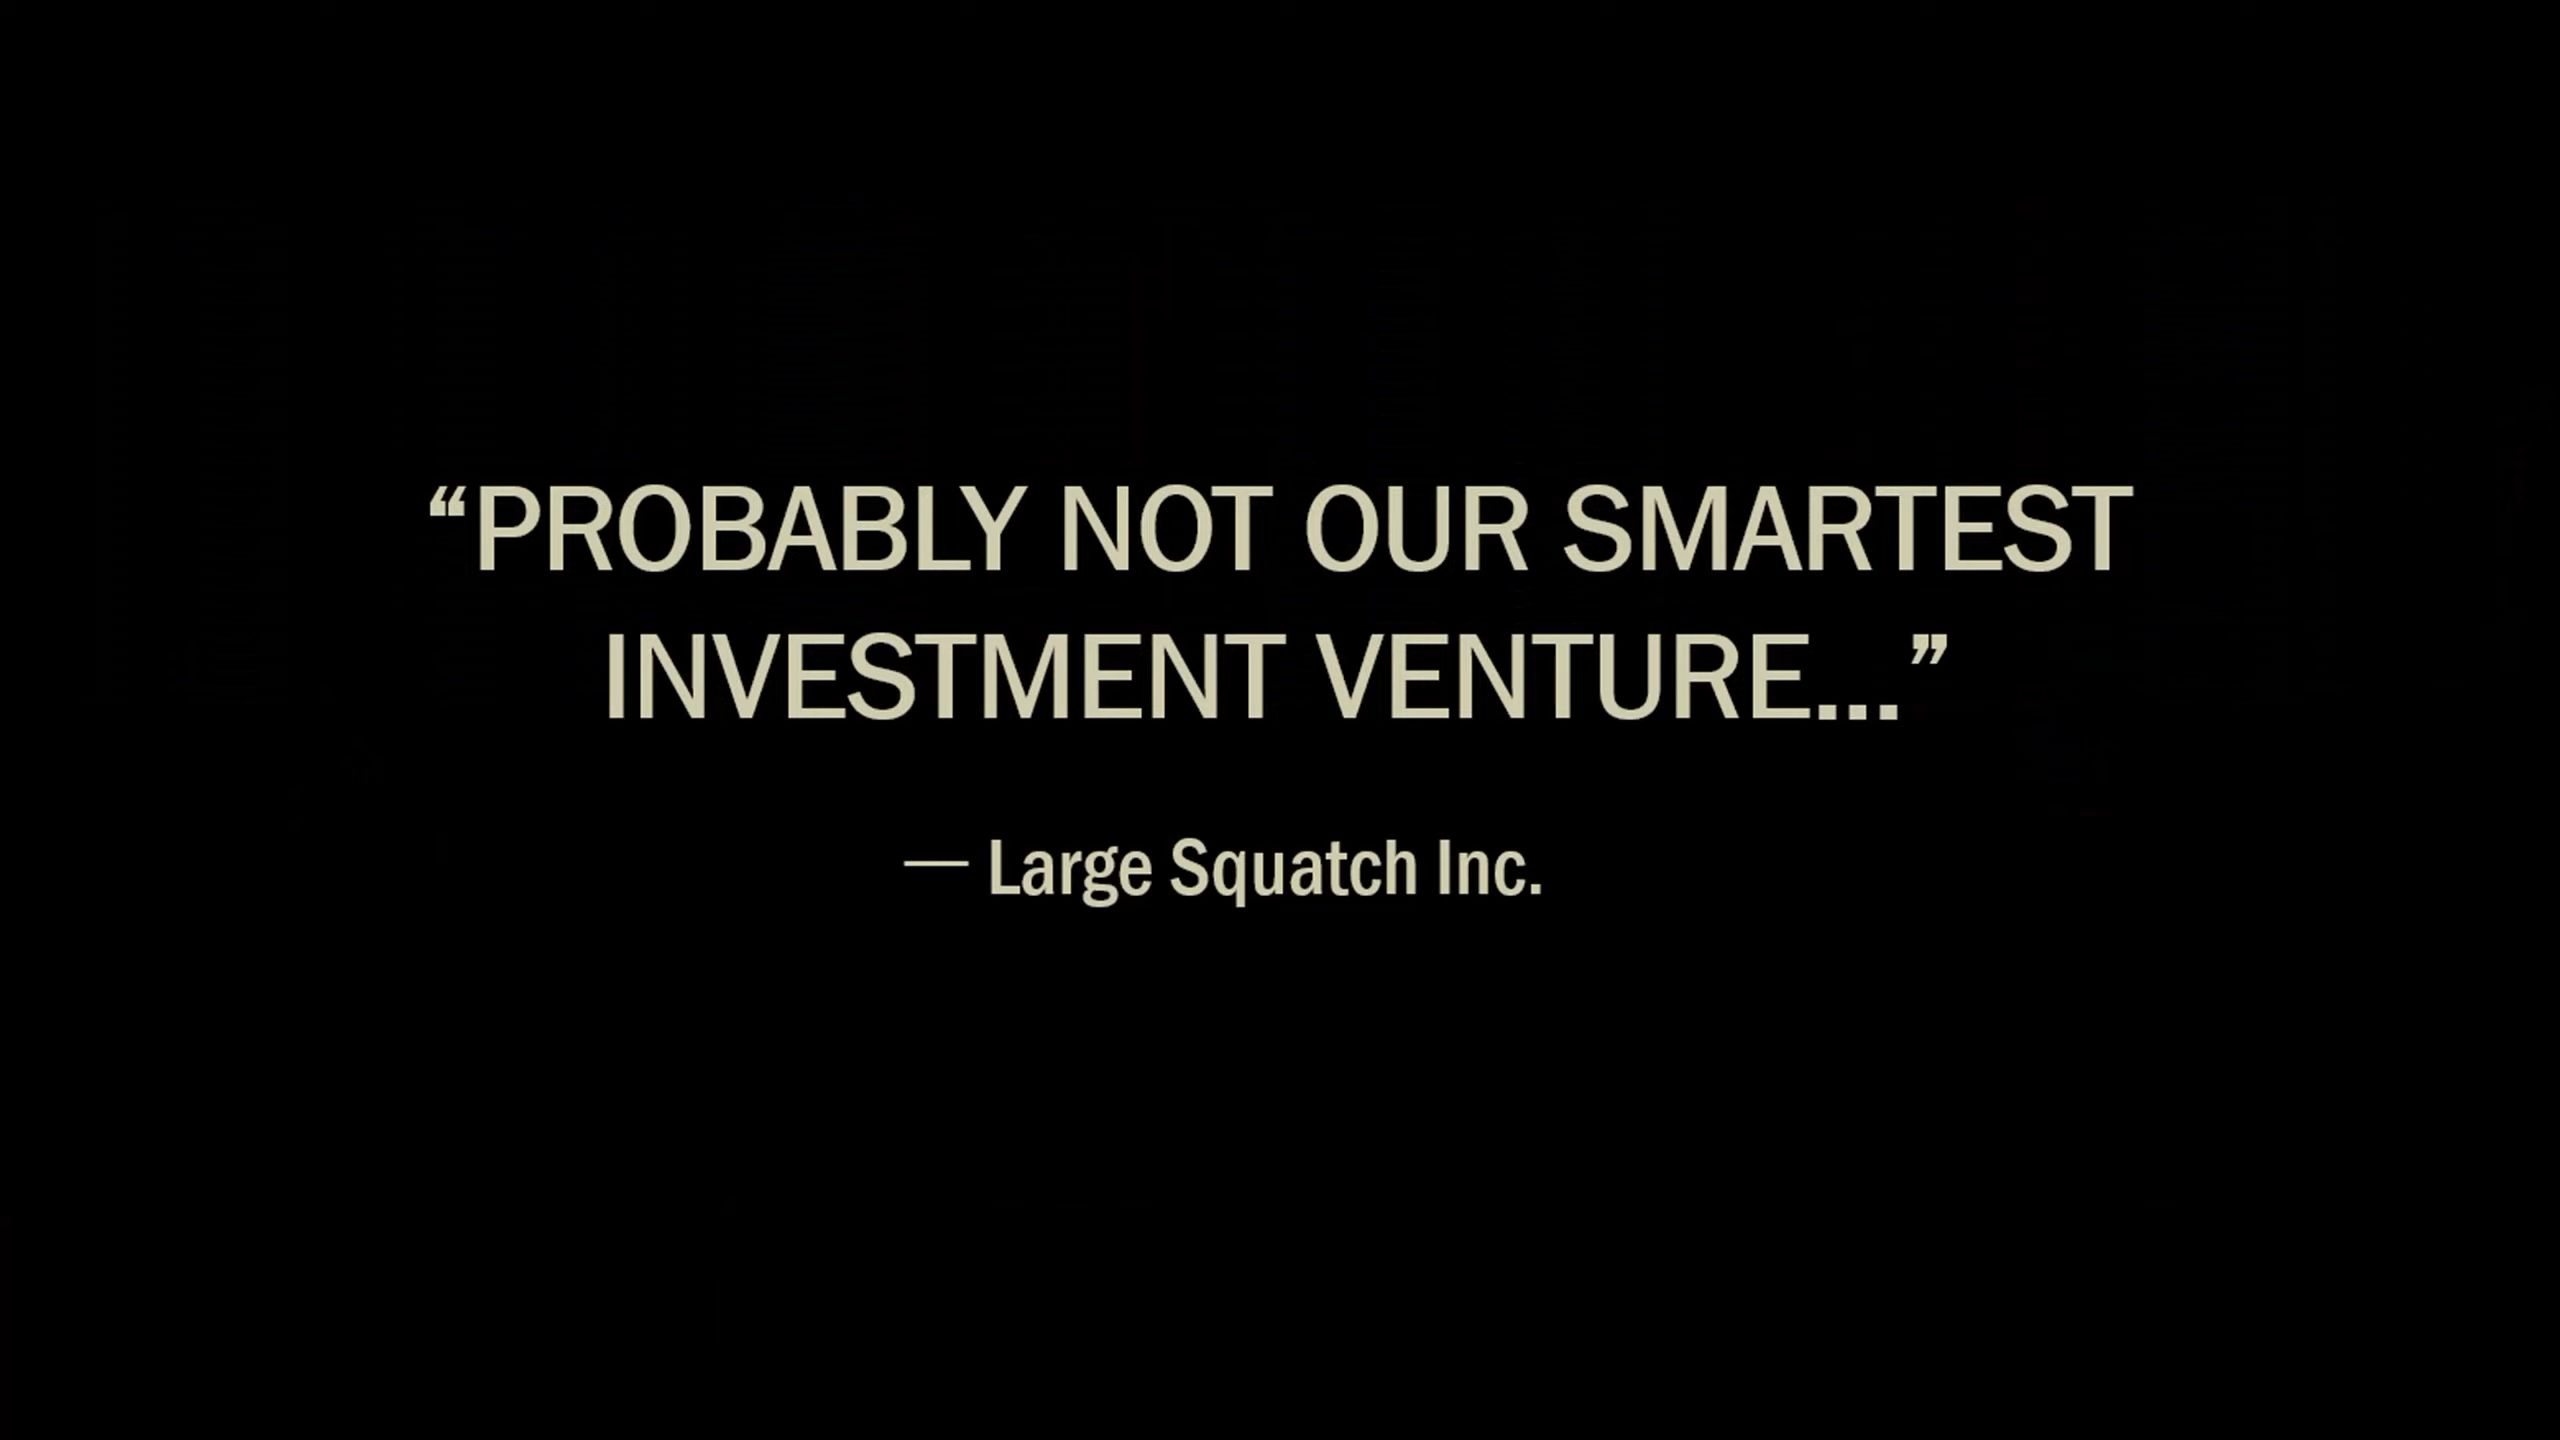 “PROBABLY NOT OUR SMARTEST
INVESTMENT VENTURE...”
— Large Squatch Inc.